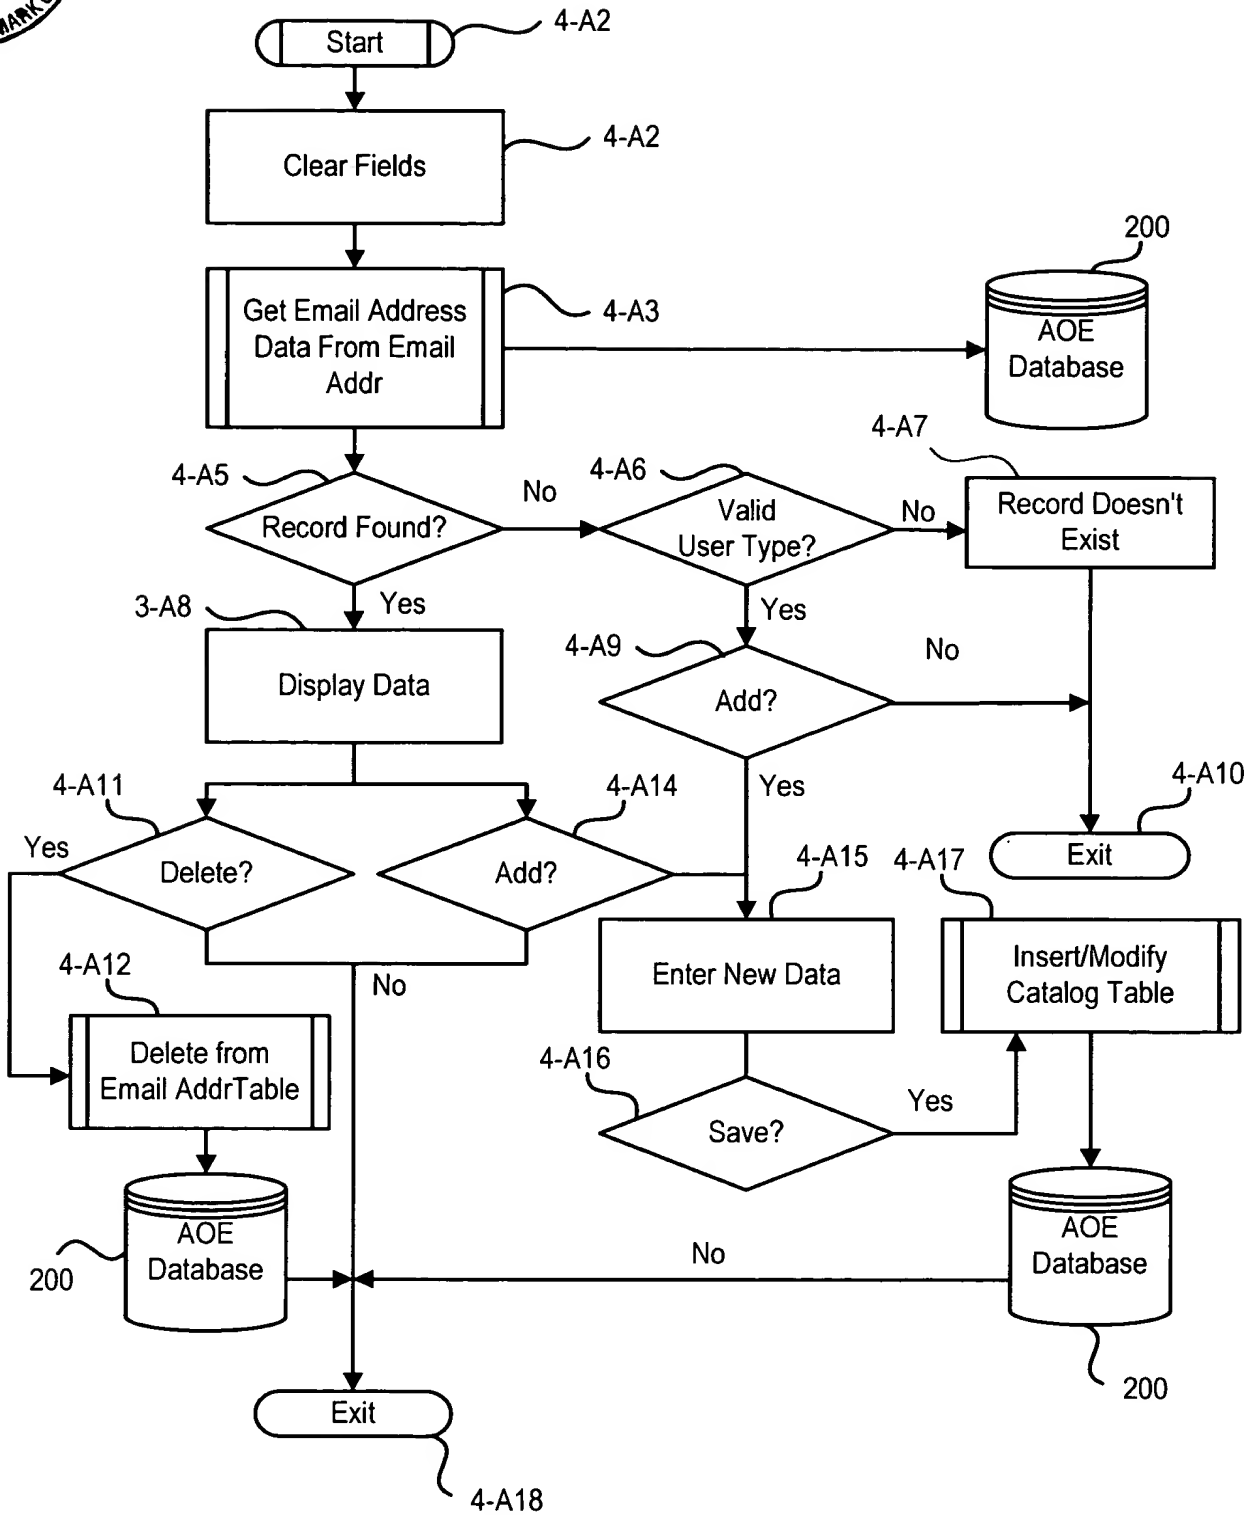 Start
4-A2
Clear Fields
4-A2
Get Email Address
Data From Email
Addr
4-A3
200
AOE
Database
4-A5
Record Found?
No
4-A6
Valid
User Type?
No
4-A7
Record Doesn't
Exist
Yes
3-A8
Display Data
Yes
4-A9
Add?
No
Yes
4-A10
Exit
4-A11
Yes
Delete?
4-A14
Add?
No
4-A12
Delete from
Email AddrTable
4-A15
Enter New Data
4-A17
Insert/Modify
Catalog Table
4-A16
Save?
Yes
AOE
Database
200
No
AOE
Database
200
Exit
4-A18